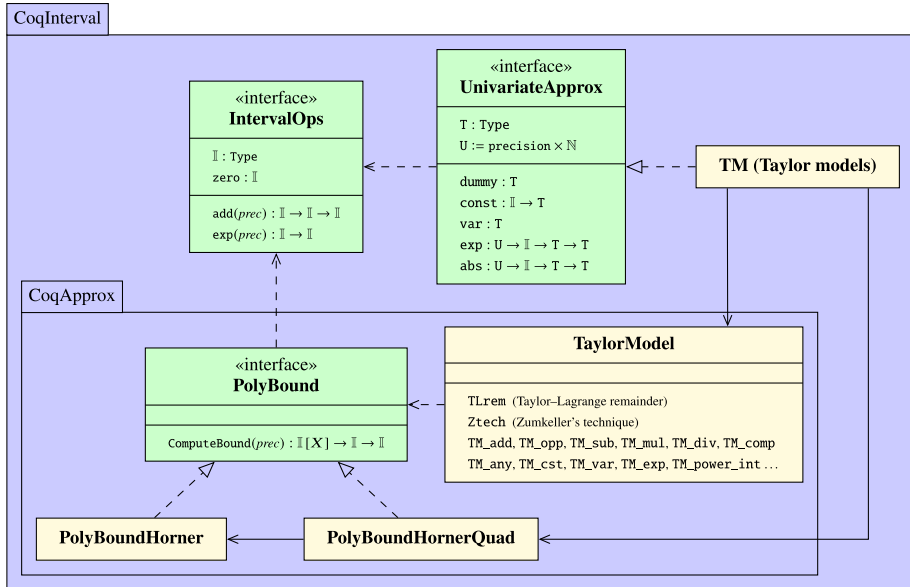 CoqInterval
«interface»
IntervalOps
𝕀 : Type
zero : 𝕀
add(prec) : 𝕀 → 𝕀 → 𝕀
exp(prec) : 𝕀 → 𝕀
«interface»
UnivariateApprox
T : Type
U := precision × ℕ
dummy : T
const : 𝕀 → T
var : T
exp : U → 𝕀 → T → T
abs : U → 𝕀 → T → T
TM (Taylor models)
CoqApprox
«interface»
PolyBound
ComputeBound(prec) : 𝕀[X] → 𝕀 → 𝕀
TaylorModel
TLrem (Taylor–Lagrange remainder)
Ztech (Zumkeller's technique)
TM_add, TM_opp, TM_sub, TM_mul, TM_div, TM_comp
TM_any, TM_cst, TM_var, TM_exp, TM_power_int ...
PolyBoundHorner
PolyBoundHornerQuad